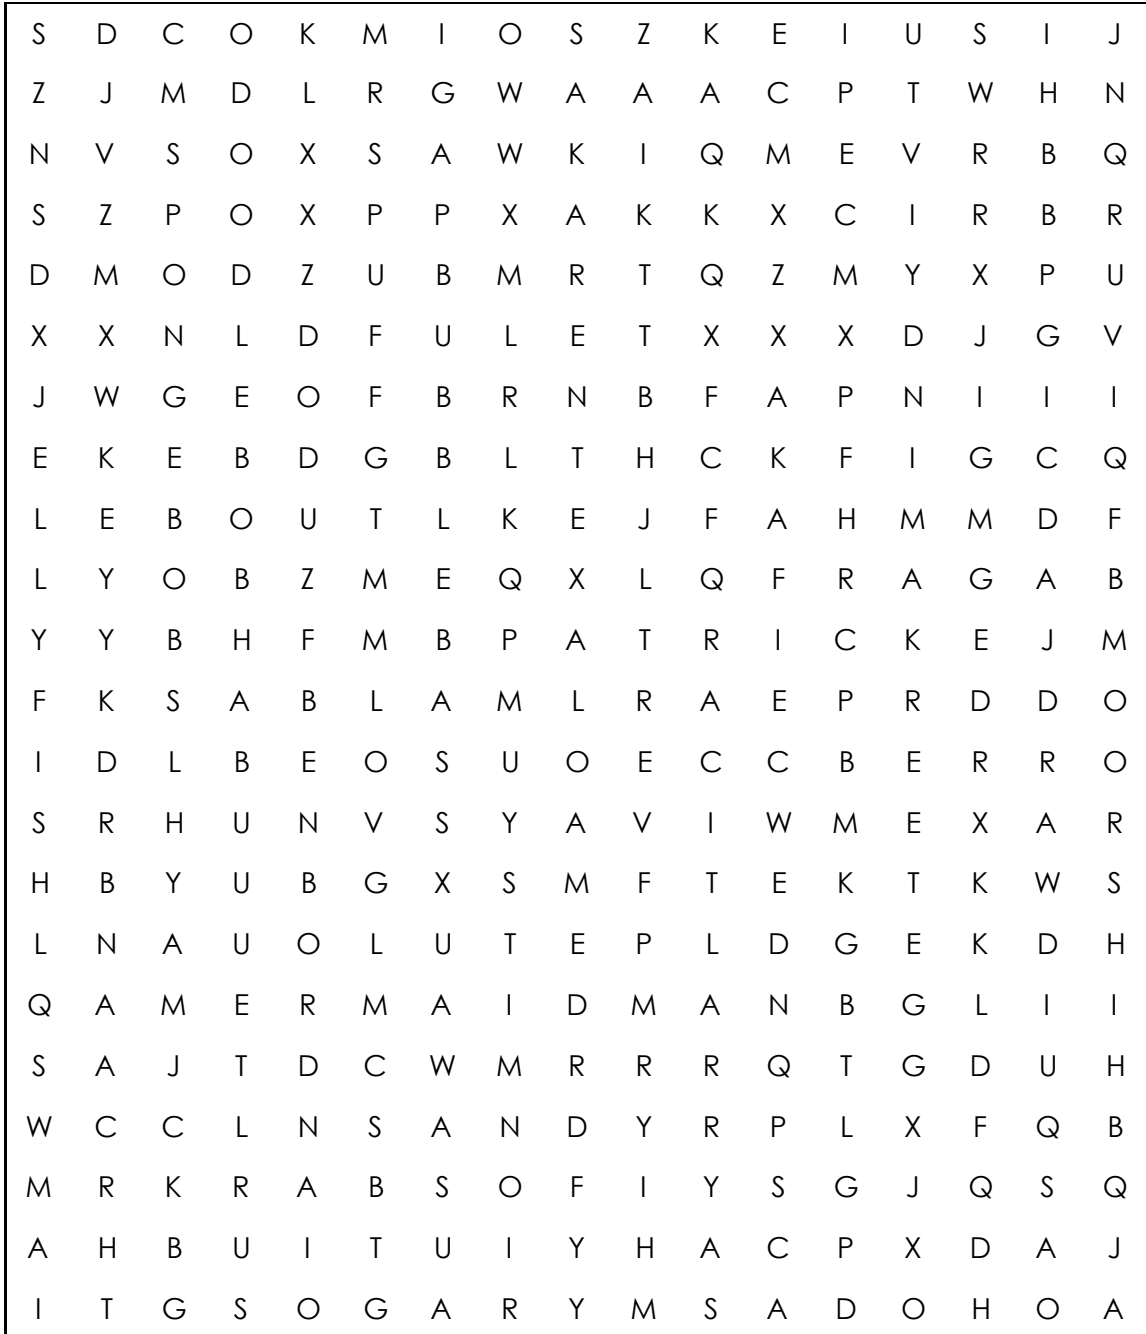 S D C O K M I O S Z K E I U S I J
Z J M D L R G W A A A C P T W H N
N V S O X S A W K I Q M E V R B Q
S Z P O X P P X A K K X C I R B R
D M O D Z U B M R T Q Z M Y X P U
X X N L D F U L E T X X X D J G V
J W G E O F B R N B F A P N I I I
E K E B D G B L T H C K F I G C Q
L E B O U T L K E J F A H M M D F
L Y O B Z M E Q X L Q F R A G A B
Y Y B H F M B P A T R I C K E J M
F K S A B L A M L R A E P R D D O
I D L B E O S U O E C C B E R R O
S R H U N V S Y A V I W M E X A R
H B Y U B G X S M F T E K T K W S
L N A U O L U T E P L D G E K D H
Q A M E R M A I D M A N B G L I I
S A J T D C W M R R R Q T G D U H
W C C L N S A N D Y R P L X F Q B
M R K R A B S O F I Y S G J Q S Q
A H B U I T U I Y H A C P X D A J
I T G S O G A R Y M S A D O H O A